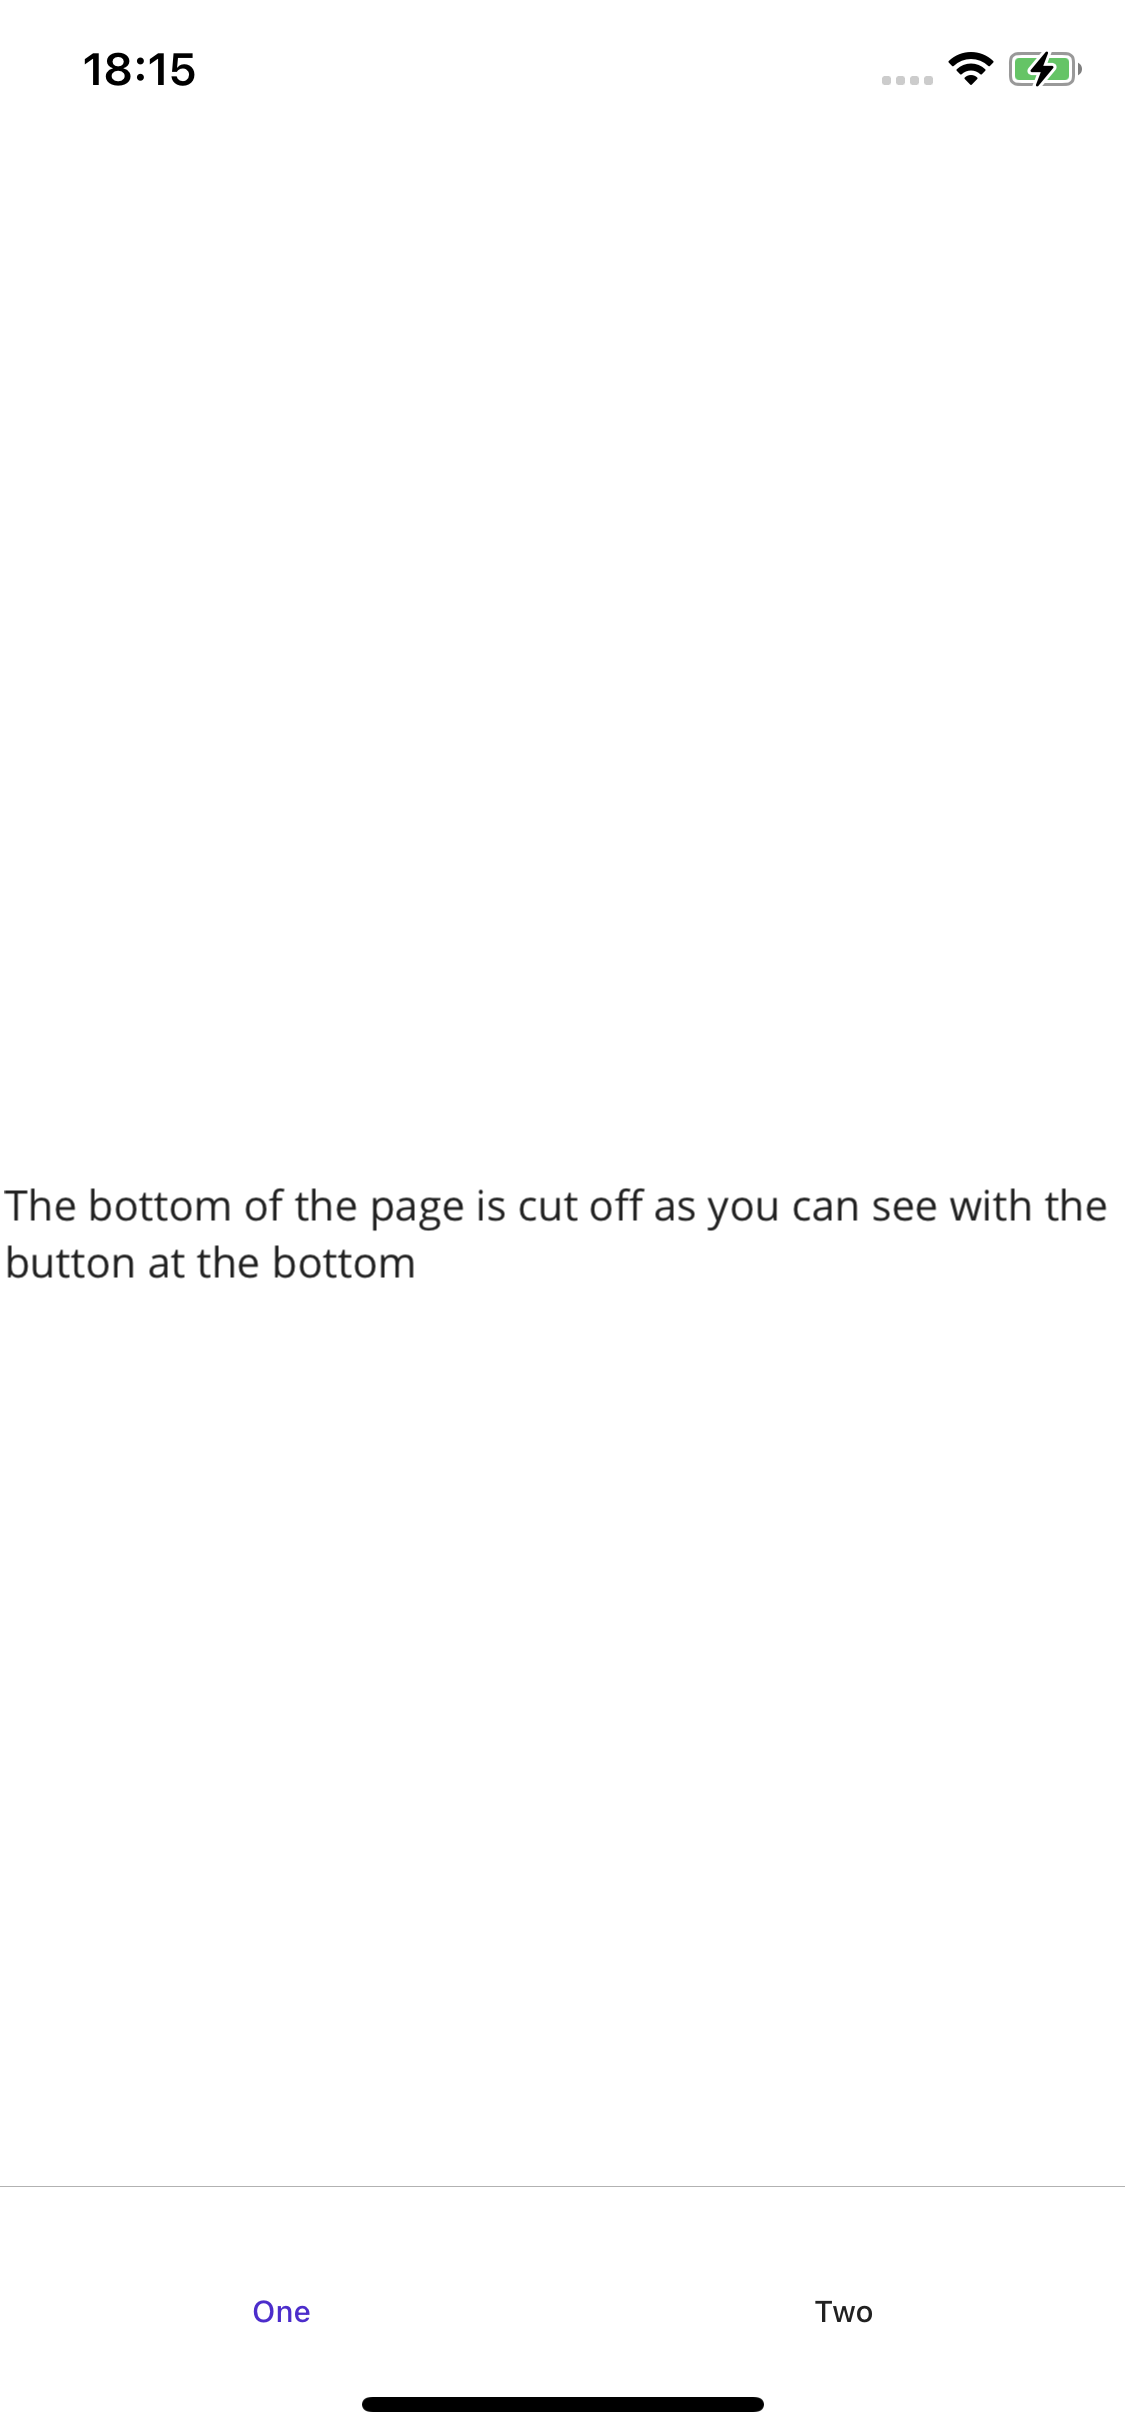 18:15
The bottom of the page is cut off as you can see with the
button at the bottom
One
Two